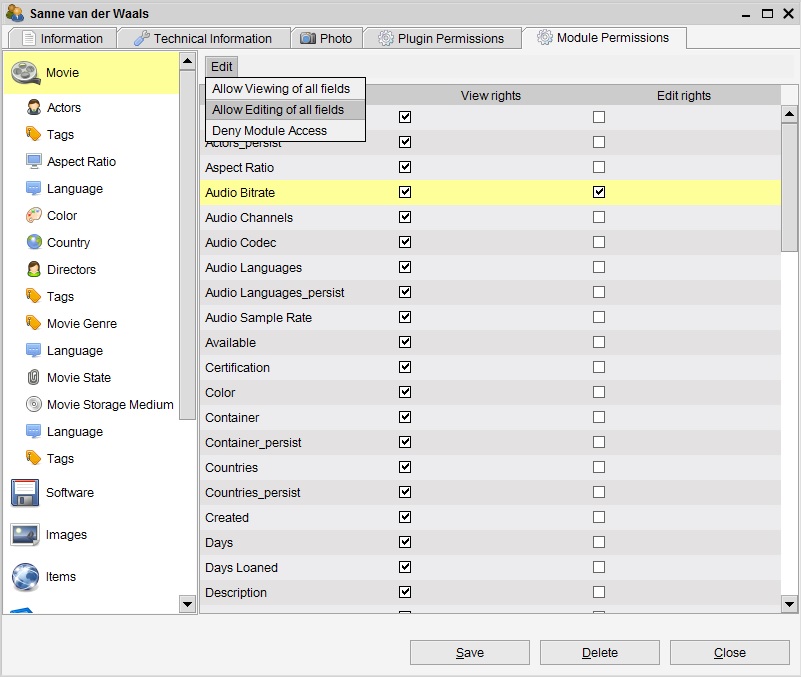 Sanne van der Waals
Information
Technical Information
Photo
Plugin Permissions
Module Permissions
Movie
Actors
Tags
Aspect Ratio
Language
Color
Country
Directors
Tags
Movie Genre
Language
Movie State
Movie Storage Medium
Language
Tags
Software
Images
Items
Edit
Allow Viewing of all fields
Allow Editing of all fields
Deny Module Access
View rights
Edit rights
Actors_persist
Aspect Ratio
Audio Bitrate
Audio Channels
Audio Codec
Audio Languages
Audio Languages_persist
Audio Sample Rate
Available
Certification
Color
Container
Container_persist
Countries
Countries_persist
Created
Days
Days Loaned
Description
Save
Delete
Close